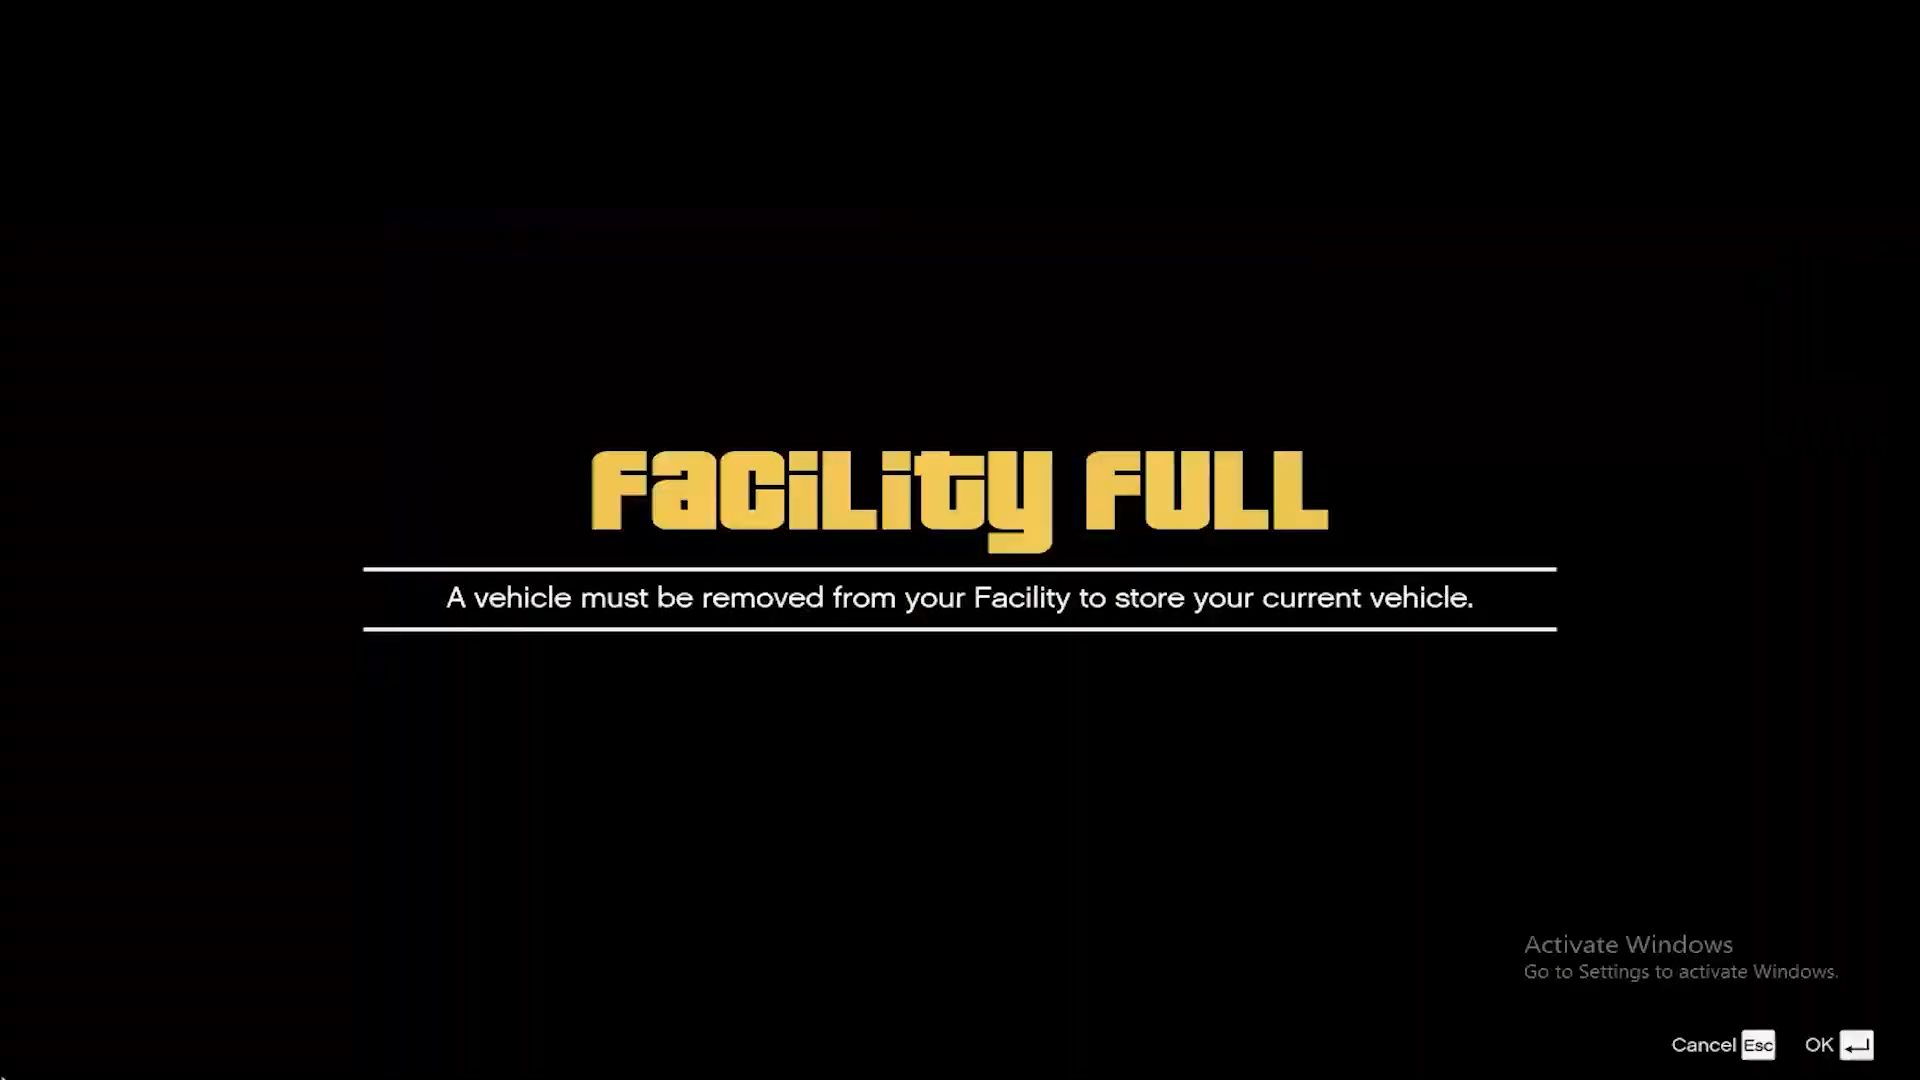 Facility Full
A vehicle must be removed from your Facility to store your current vehicle.
Activate Windows
Go to Settings to activate Windows.
Cancel Esc OK